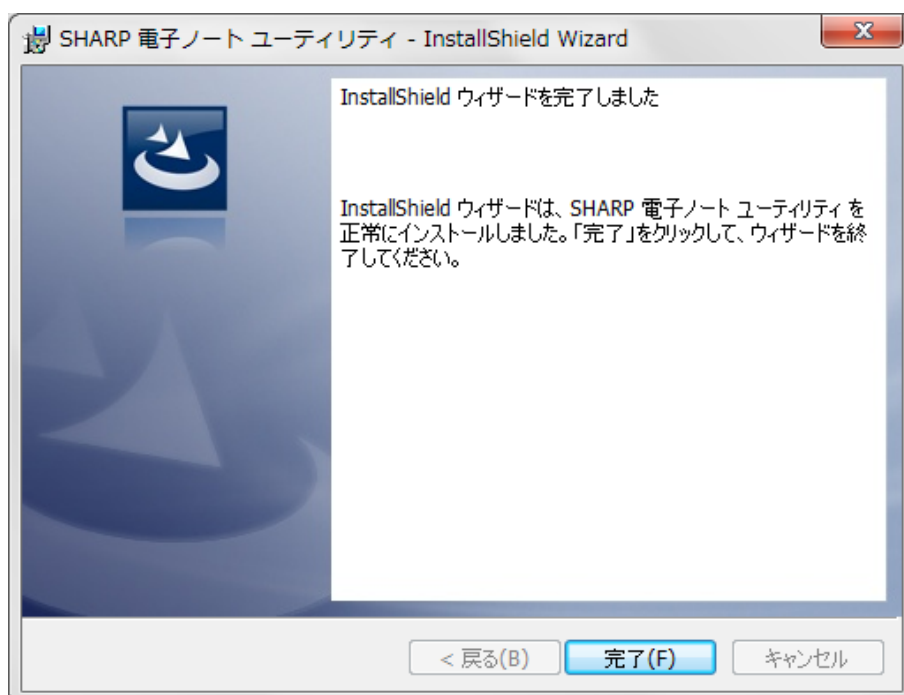 SHARP 電子ノート ユーティリティ - InstallShield Wizard
InstallShield ウィザードを完了しました
InstallShield ウィザードは、SHARP 電子ノート ユーティリティ を
正常にインストールしました。「完了」をクリックして、ウィザードを終
了してください。
< 戻る(B)
完了(F)
キャンセル